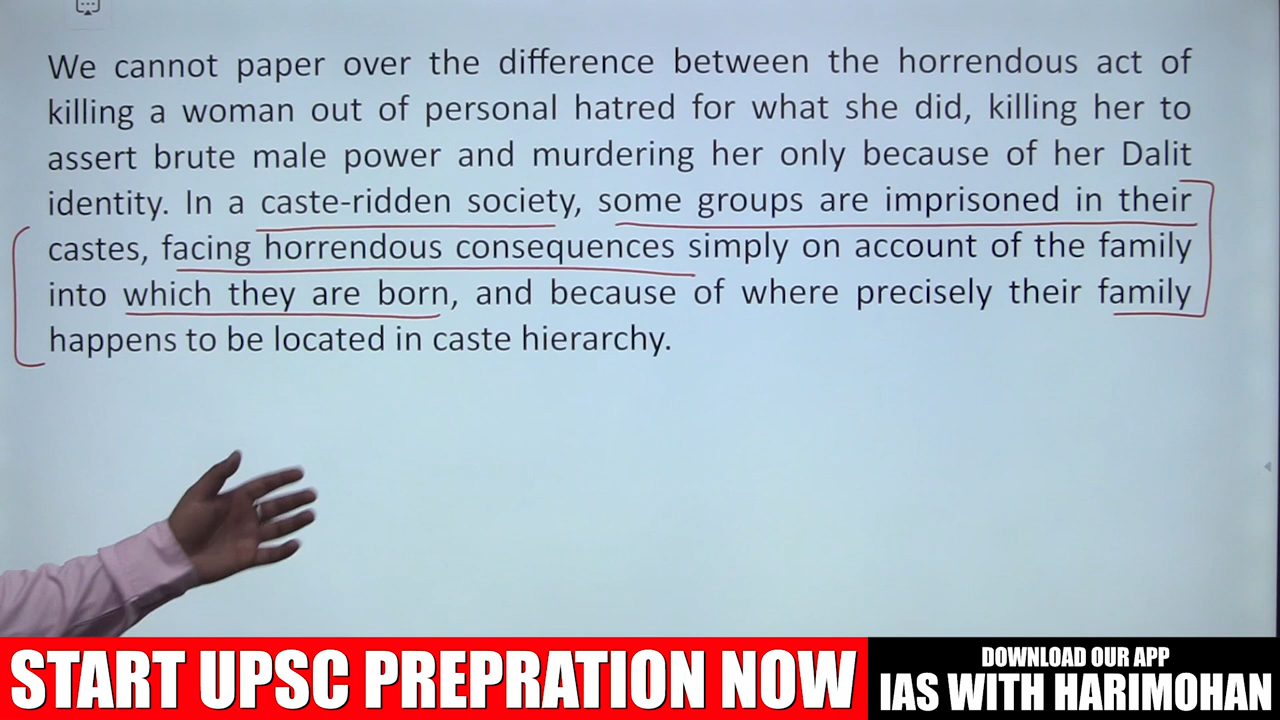 We cannot paper over the difference between the horrendous act of
killing a woman out of personal hatred for what she did, killing her to
assert brute male power and murdering her only because of her Dalit
identity. In a caste-ridden society, some groups are imprisoned in their
castes, facing horrendous consequences simply on account of the family
into which they are born, and because of where precisely their family
happens to be located in caste hierarchy.
START UPSC PREPRATION NOW
DOWNLOAD OUR APP
IAS WITH HARIMOHAN